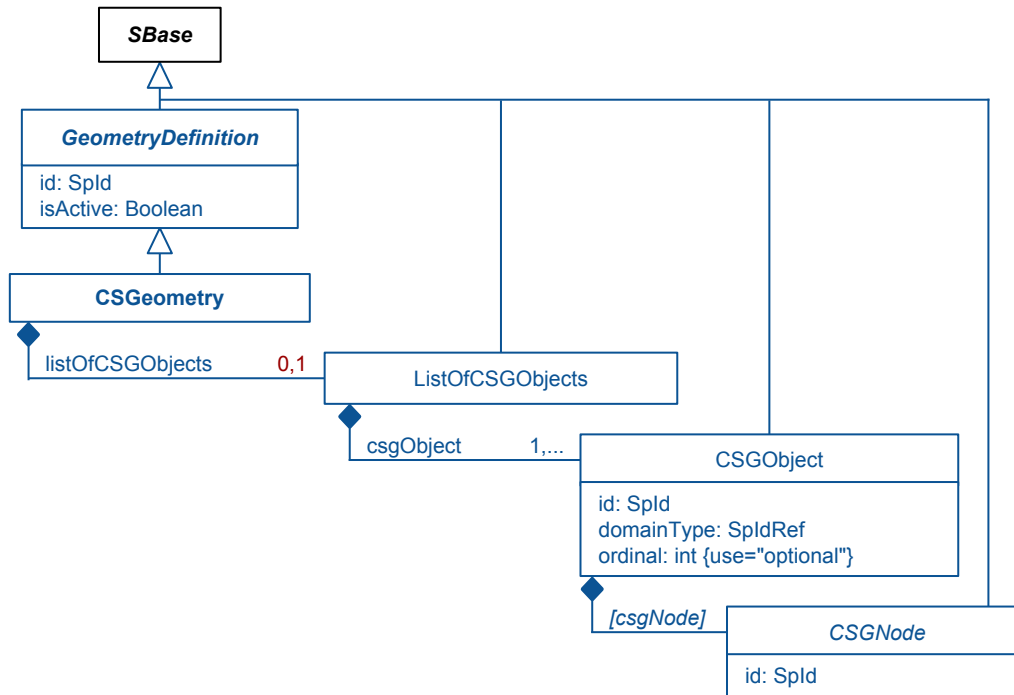 SBase
GeometryDefinition
id: SpId
isActive: Boolean
CSGeometry
listOfCSGObjects 0,1
ListOfCSGObjects
csgObject 1,...
CSGObject
id: SpId
domainType: SpIdRef
ordinal: int {use="optional"}
[csgNode]
CSGNode
id: SpId